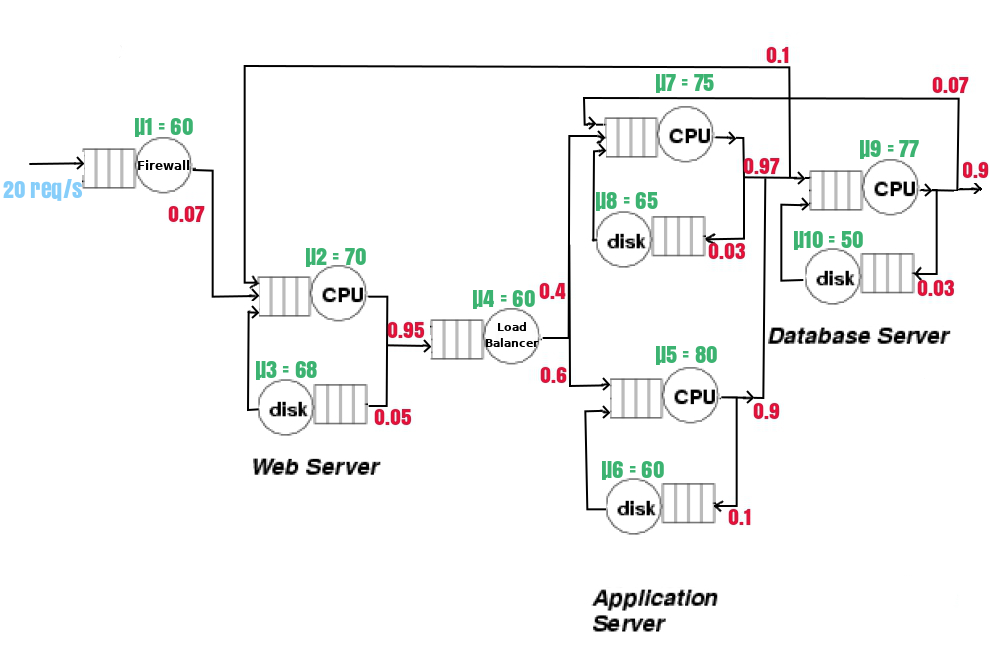 0.1
µ7 = 75
0.07
µ1 = 60
CPU
Firewall
µ9 = 77
0.97
0.9
20 req/s
CPU
0.07
µ8 = 65
disk
0.03
µ10 = 50
µ2 = 70
disk
0.03
CPU
µ4 = 60
0.4
0.95
Load
Balancer
Database Server
µ3 = 68
0.6
µ5 = 80
disk
0.05
CPU
0.9
Web Server
µ6 = 60
disk
0.1
Application
Server